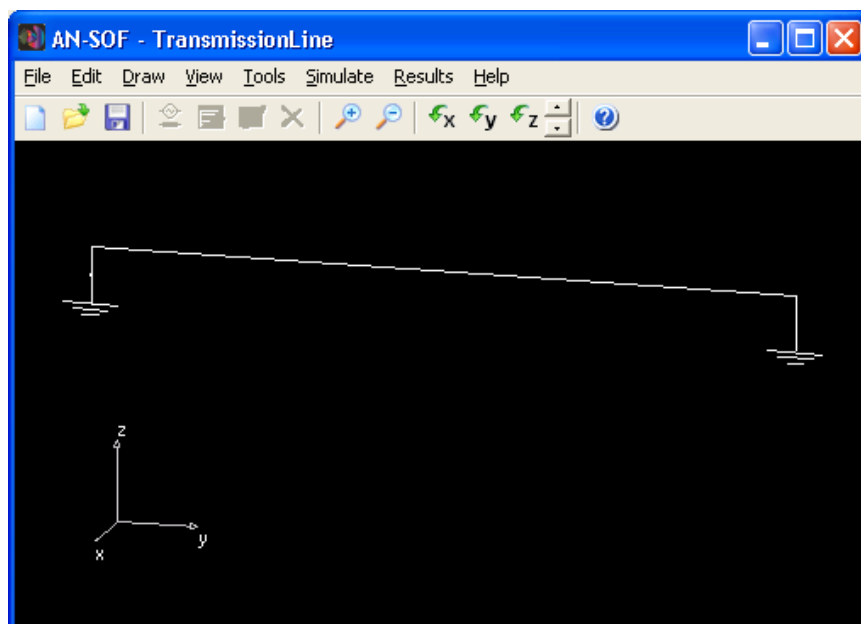 AN-SOF - TransmissionLine
File Edit Draw View Tools Simulate Results Help
x y z
z
y
x